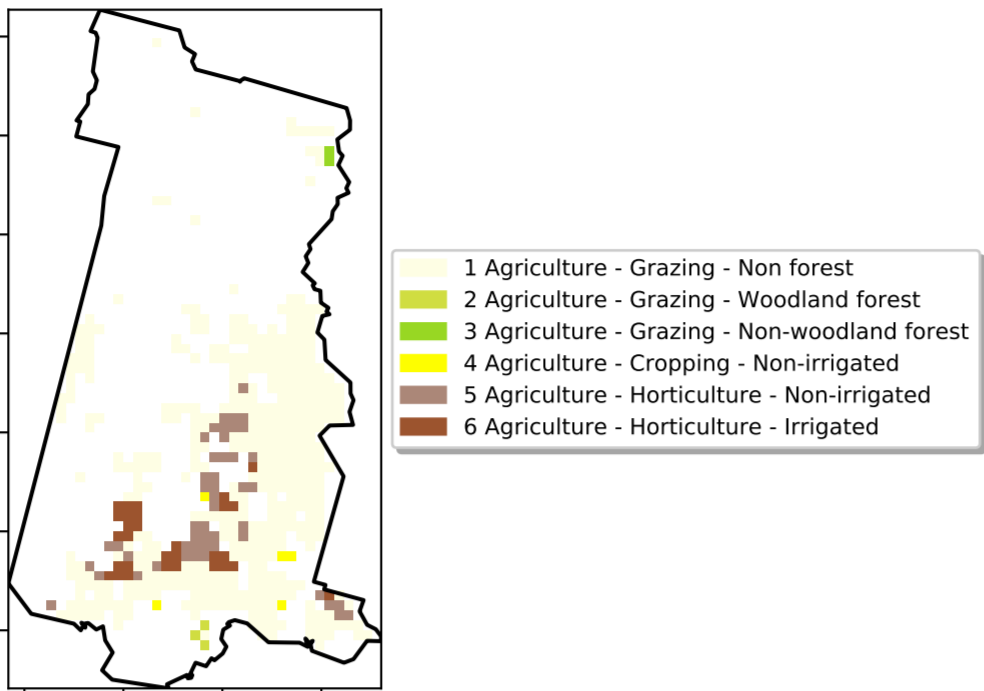 1 Agriculture - Grazing - Non forest
2 Agriculture - Grazing - Woodland forest
3 Agriculture - Grazing - Non-woodland forest
4 Agriculture - Cropping - Non-irrigated
5 Agriculture - Horticulture - Non-irrigated
6 Agriculture - Horticulture - Irrigated